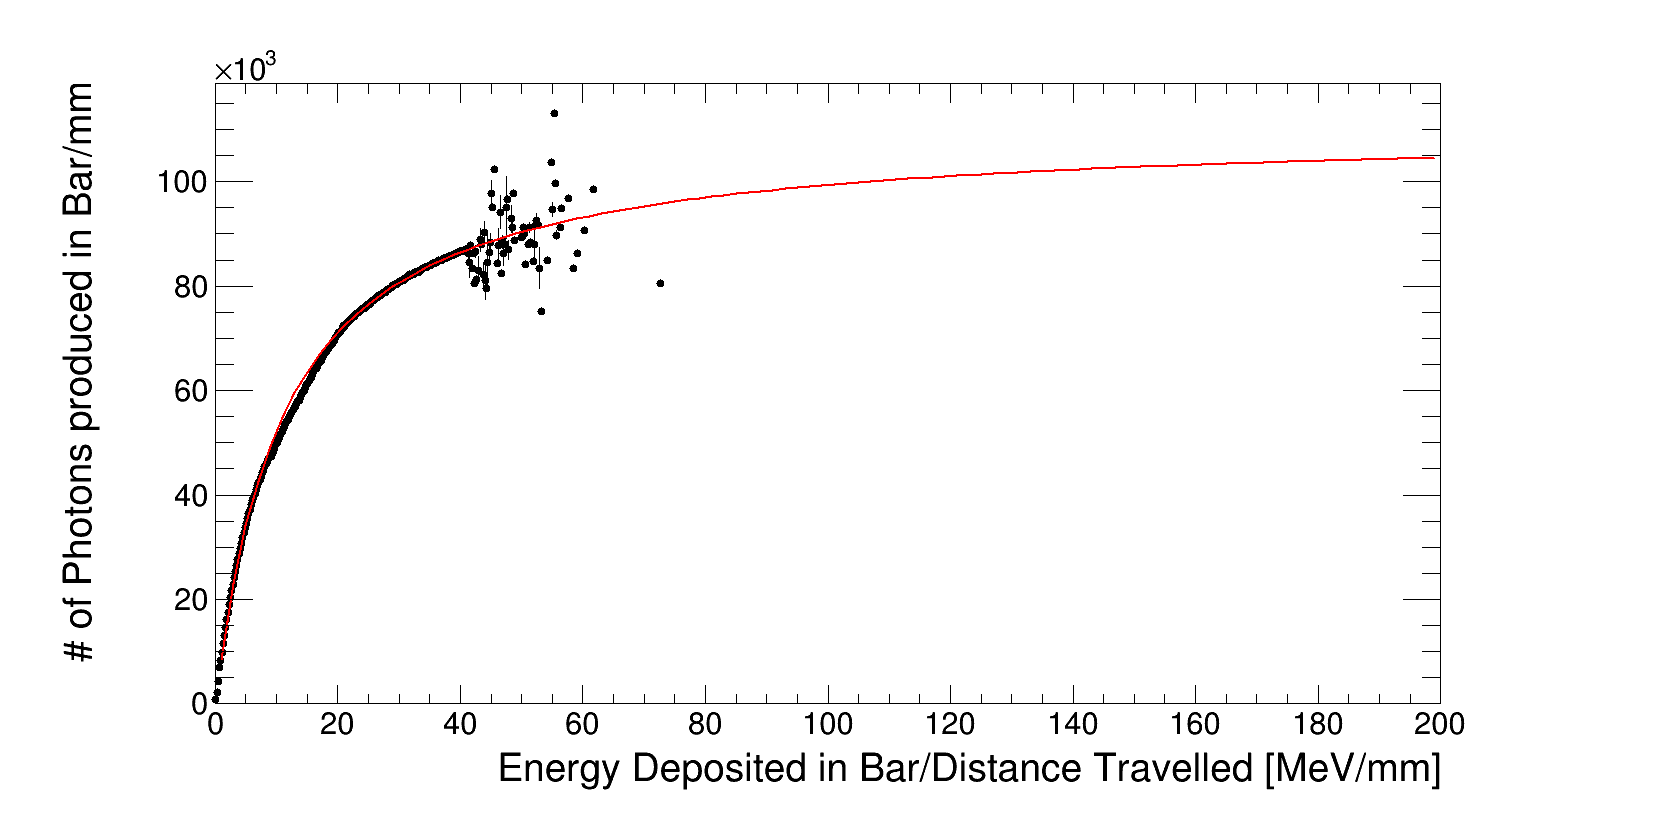 ×10³
# of Photons produced in Bar/mm
100
80
60
40
20
0
0 20 40 60 80 100 120 140 160 180 200
Energy Deposited in Bar/Distance Travelled [MeV/mm]